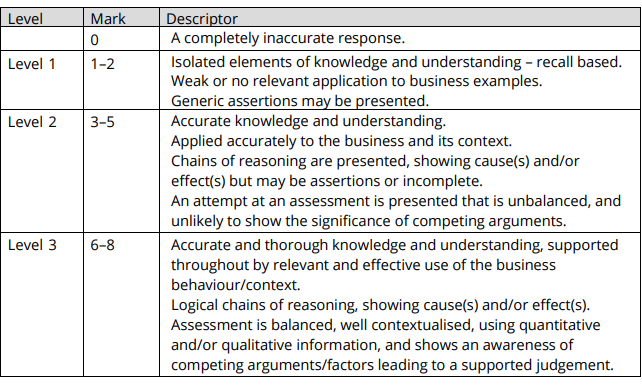 Level Mark Descriptor
0 A completely inaccurate response.
Level 1 1–2 Isolated elements of knowledge and understanding – recall based.
Weak or no relevant application to business examples.
Generic assertions may be presented.
Level 2 3–5 Accurate knowledge and understanding.
Applied accurately to the business and its context.
Chains of reasoning are presented, showing cause(s) and/or
effect(s) but may be assertions or incomplete.
An attempt at an assessment is presented that is unbalanced, and
unlikely to show the significance of competing arguments.
Level 3 6–8 Accurate and thorough knowledge and understanding, supported
throughout by relevant and effective use of the business
behaviour/context.
Logical chains of reasoning, showing cause(s) and/or effect(s).
Assessment is balanced, well contextualised, using quantitative
and/or qualitative information, and shows an awareness of
competing arguments/factors leading to a supported judgement.